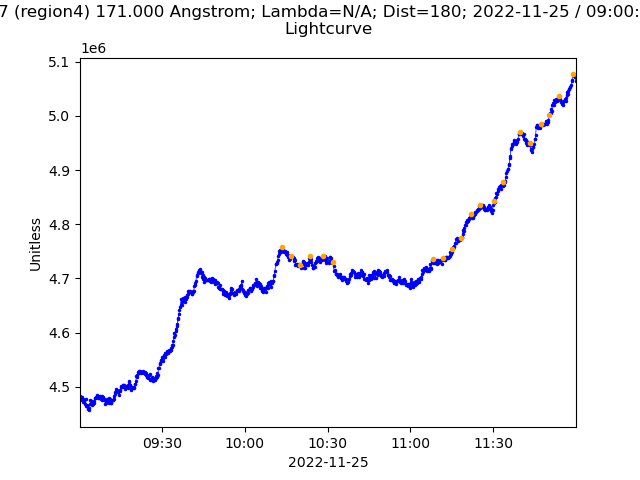 7 (region4) 171.000 Angstrom; Lambda=N/A; Dist=180; 2022-11-25 / 09:00:
Lightcurve
1e6
5.1
5.0
4.9
4.8
4.7
4.6
4.5
Unitless
09:30 10:00 10:30 11:00 11:30
2022-11-25